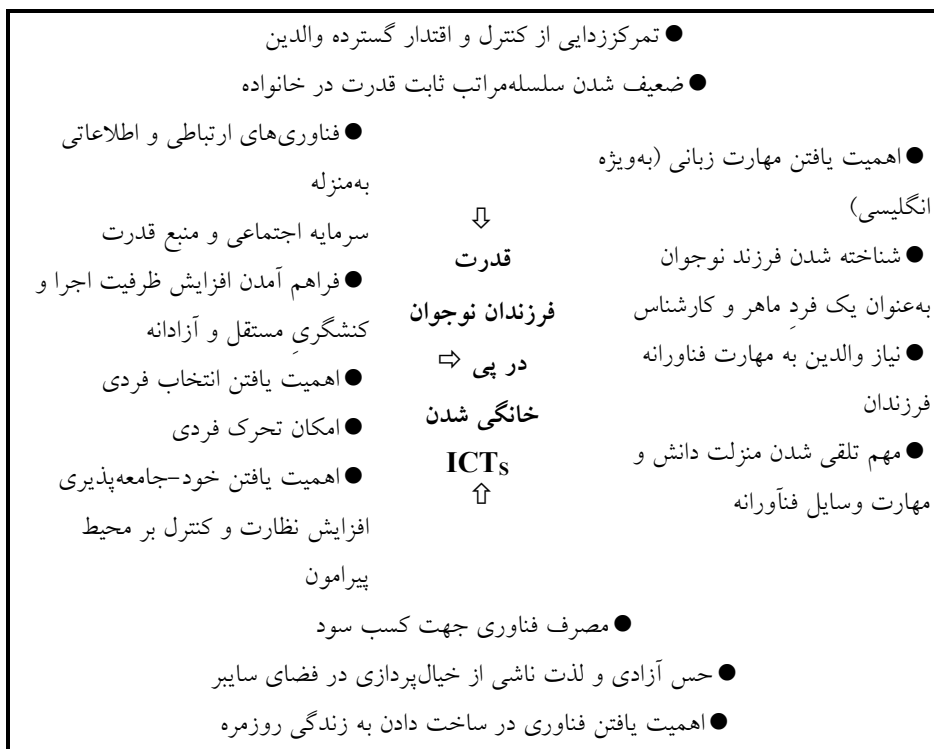 ● تمرکززدایی از کنترل و اقتدار گسترده والدین
● ضعیف شدن سلسله‌مراتب ثابت قدرت در خانواده
● اهمیت یافتن مهارت زبانی (به‌ویژه
انگلیسی)
● شناخته شدن فرزند نوجوان
به‌عنوان یک فردِ ماهر و کارشناس
● نیاز والدین به مهارت فناورانه
فرزندان
● مهم تلقی شدن منزلت دانش و
مهارت وسایل فنآورانه
⇩
قدرت
فرزندان نوجوان
در پی ⇨
خانگی شدن
ICTs
⇧
● فناوری‌های ارتباطی و اطلاعاتی
به‌منزله
سرمایه اجتماعی و منبع قدرت
● فراهم آمدن افزایش ظرفیت اجرا و
کنشگریِ مستقل و آزادانه
● اهمیت یافتن انتخاب فردی
● امکان تحرک فردی
● اهمیت یافتن خود-جامعه‌پذیری
افزایش نظارت و کنترل بر محیط
پیرامون
● مصرف فناوری جهت کسب سود
● حس آزادی و لذت ناشی از خیال‌پردازی در فضای سایبر
● اهمیت یافتن فناوری در ساخت دادن به زندگی روزمره